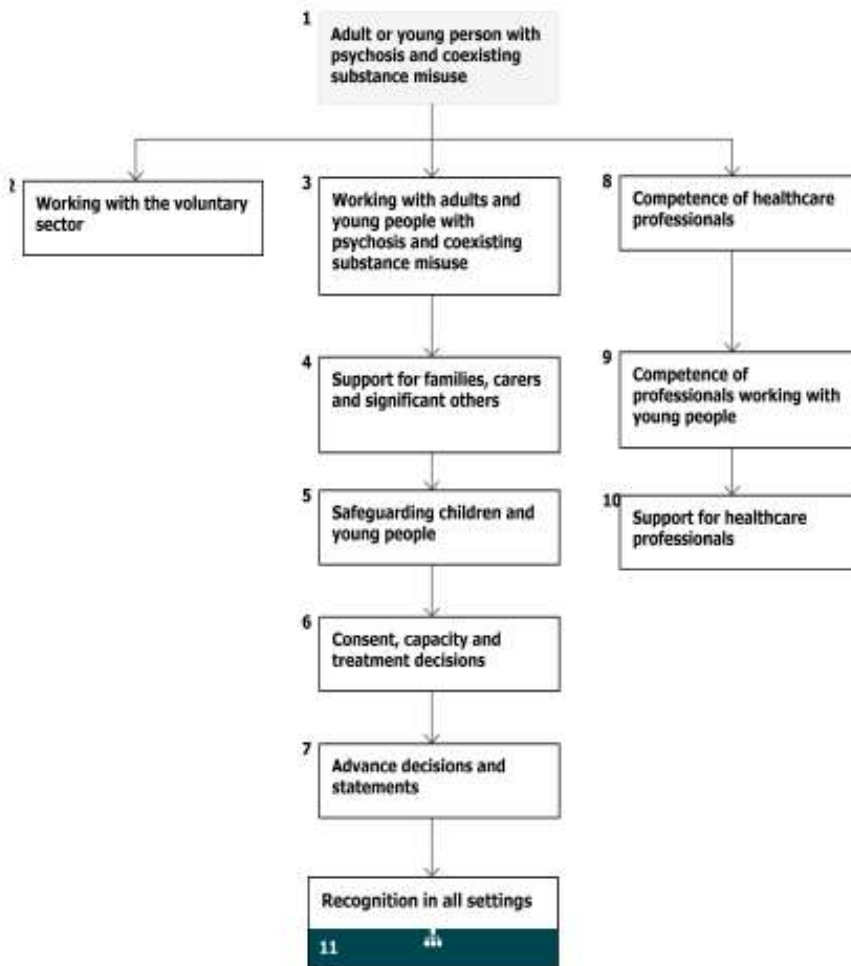 1
Adult or young person with
psychosis and coexisting
substance misuse
2
Working with the voluntary
sector
3
Working with adults and
young people with
psychosis and coexisting
substance misuse
4
Support for families, carers
and significant others
5
Safeguarding children and
young people
6
Consent, capacity and
treatment decisions
7
Advance decisions and
statements
Recognition in all settings
11
8
Competence of healthcare
professionals
9
Competence of
professionals working with
young people
10
Support for healthcare
professionals